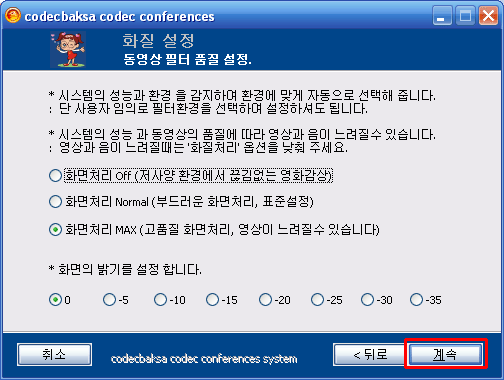 codecbaksa codec conferences
화질 설정
동영상 필터 품질 설정.
* 시스템의 성능과 환경 을 감지하며 환경에 맞게 자동으로 선택해 줍니다.
: 단 사용자 임의로 필터환경을 선택하며 설정하셔도 됩니다.
* 시스템의 성능 과 동영상의 품질에 따라 영상과 음이 느려질수 있습니다.
: 영상과 음이 느려질때는 '화질처리' 옵션을 낮춰 주세요.
화면처리 Off (저사양 환경에서 끊김없는 영화감상)
화면처리 Normal (부드러운 화면처리, 표준설정)
화면처리 MAX (고품질 화면처리, 영상이 느려질수 있습니다)
* 화면의 밝기를 설정 합니다.
0 -5 -10 -15 -20 -25 -30 -35
취소 codecbaksa codec conferences system < 뒤로 계속